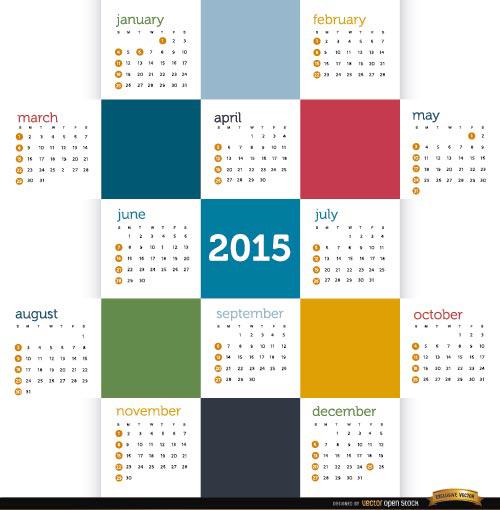 january
S M T W T F S
1 2 3
4 5 6 7 8 9 10
11 12 13 14 15 16 17
18 19 20 21 22 23 24
25 26 27 28 29 30 31
february
S M T W T F S
1 2 3 4 5 6 7
8 9 10 11 12 13 14
15 16 17 18 19 20 21
22 23 24 25 26 27 28
march
S M T W T F S
1 2 3 4 5 6 7
8 9 10 11 12 13 14
15 16 17 18 19 20 21
22 23 24 25 26 27 28
29 30 31
april
S M T W T F S
1 2 3 4
5 6 7 8 9 10 11
12 13 14 15 16 17 18
19 20 21 22 23 24 25
26 27 28 29 30
may
S M T W T F S
1 2
3 4 5 6 7 8 9
10 11 12 13 14 15 16
17 18 19 20 21 22 23
24 25 26 27 28 29 30
31
june
S M T W T F S
1 2 3 4 5 6
7 8 9 10 11 12 13
14 15 16 17 18 19 20
21 22 23 24 25 26 27
28 29 30
2015
july
S M T W T F S
1 2 3 4
5 6 7 8 9 10 11
12 13 14 15 16 17 18
19 20 21 22 23 24 25
26 27 28 29 30 31
august
S M T W T F S
1
2 3 4 5 6 7 8
9 10 11 12 13 14 15
16 17 18 19 20 21 22
23 24 25 26 27 28 29
30 31
september
S M T W T F S
1 2 3 4 5
6 7 8 9 10 11 12
13 14 15 16 17 18 19
20 21 22 23 24 25 26
27 28 29 30
october
S M T W T F S
1 2 3
4 5 6 7 8 9 10
11 12 13 14 15 16 17
18 19 20 21 22 23 24
25 26 27 28 29 30 31
november
S M T W T F S
1 2 3 4 5 6 7
8 9 10 11 12 13 14
15 16 17 18 19 20 21
22 23 24 25 26 27 28
29 30
december
S M T W T F S
1 2 3 4 5
6 7 8 9 10 11 12
13 14 15 16 17 18 19
20 21 22 23 24 25 26
27 28 29 30 31
DESIGNED BY vector open stock
EXCLUSIVE VECTOR